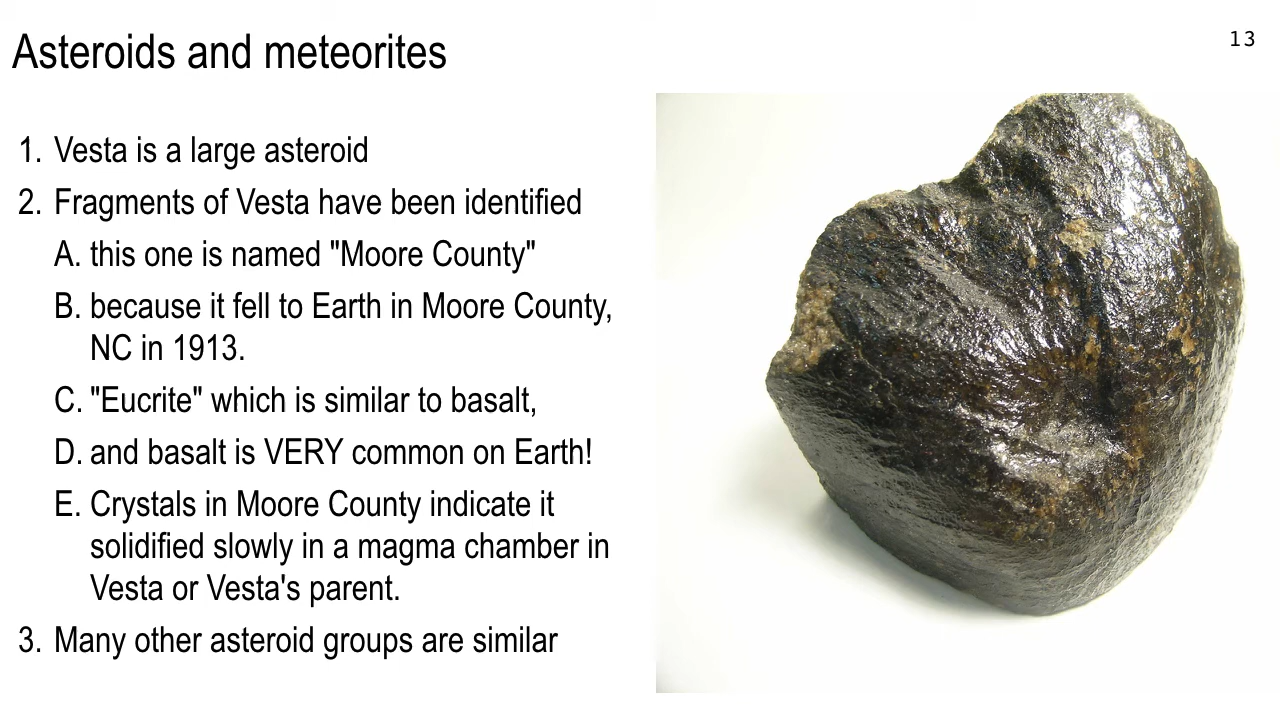 Asteroids and meteorites
13
1. Vesta is a large asteroid
2. Fragments of Vesta have been identified
A. this one is named "Moore County"
B. because it fell to Earth in Moore County,
NC in 1913.
C. "Eucrite" which is similar to basalt,
D. and basalt is VERY common on Earth!
E. Crystals in Moore County indicate it
solidified slowly in a magma chamber in
Vesta or Vesta's parent.
3. Many other asteroid groups are similar